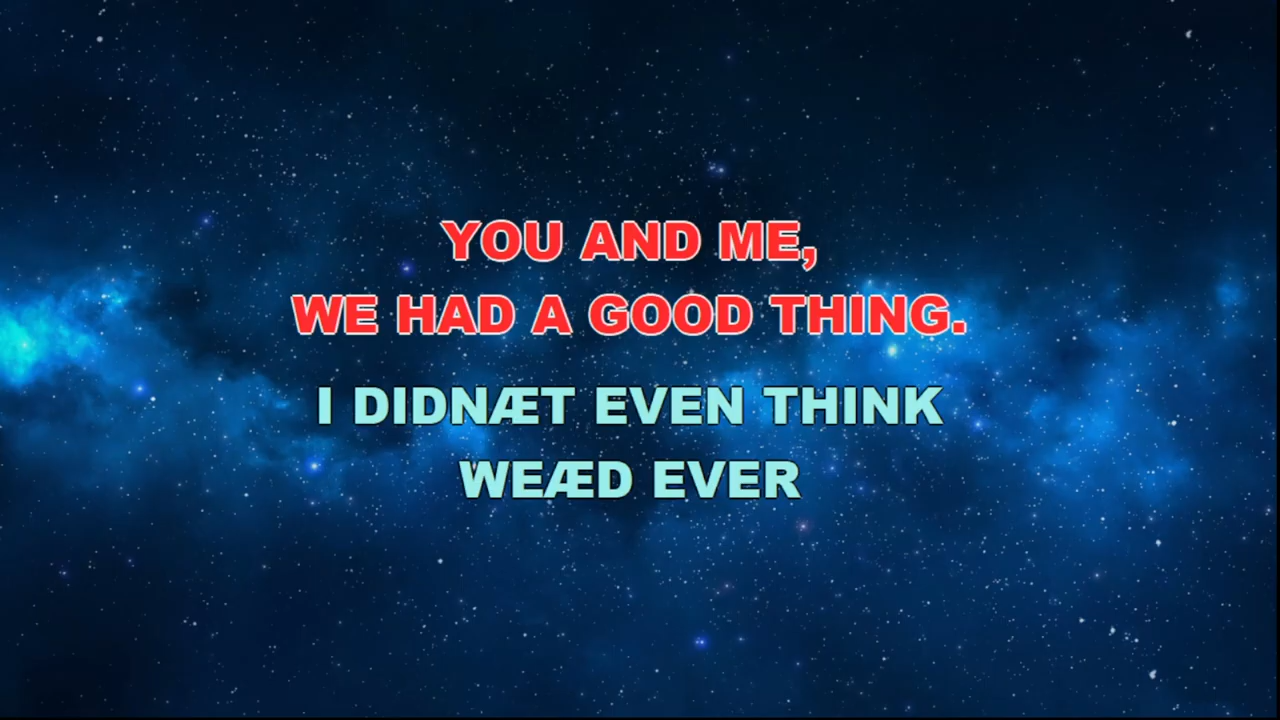 YOU AND ME,
WE HAD A GOOD THING.
I DIDNÆT EVEN THINK
WEÆD EVER